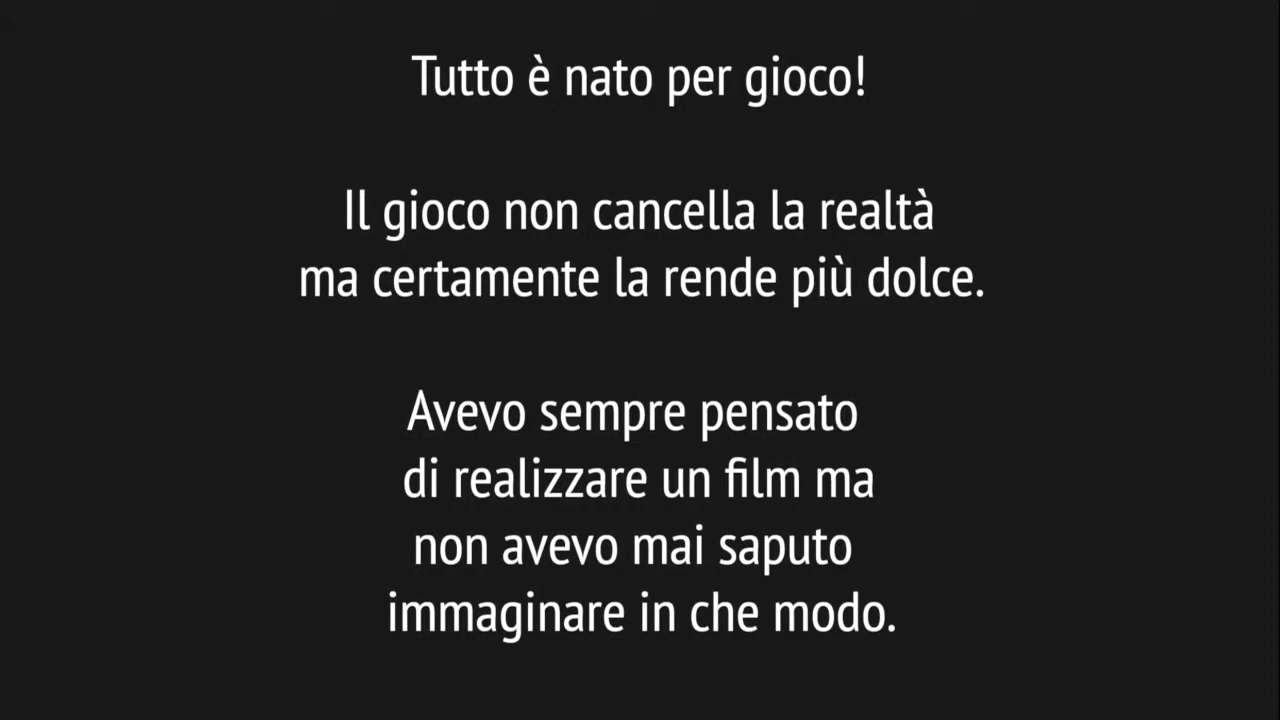 Tutto è nato per gioco!
Il gioco non cancella la realtà
ma certamente la rende più dolce.
Avevo sempre pensato
di realizzare un film ma
non avevo mai saputo
immaginare in che modo.